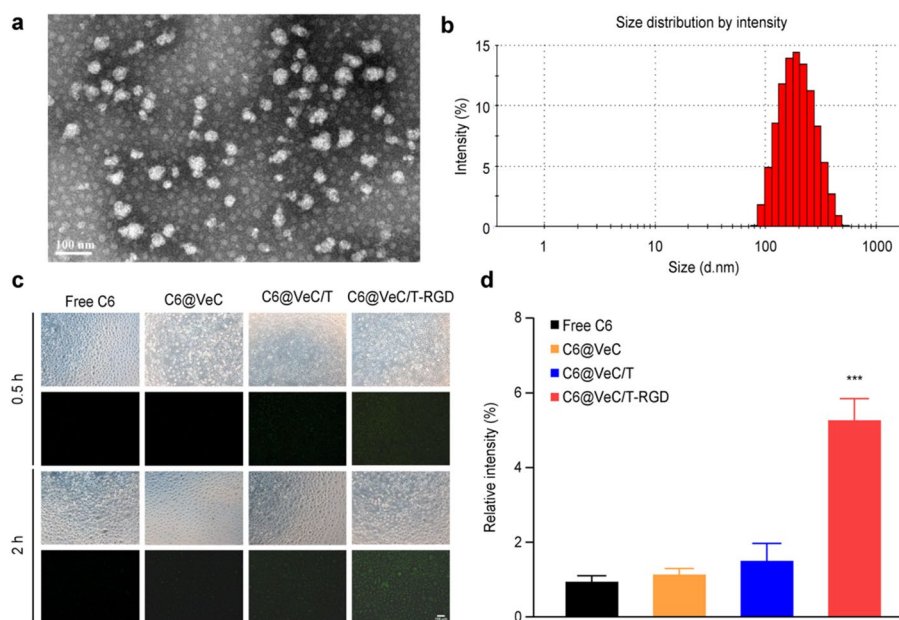 a
100 nm
b
Size distribution by intensity
Intensity (%)
15
10
5
0
1
10
100
1000
Size (d.nm)
c
Free C6
C6@VeC
C6@VeC/T
C6@VeC/T-RGD
0.5 h
2 h
d
Relative intensity (%)
8
6
4
2
0
Free C6
C6@VeC
C6@VeC/T
C6@VeC/T-RGD
***